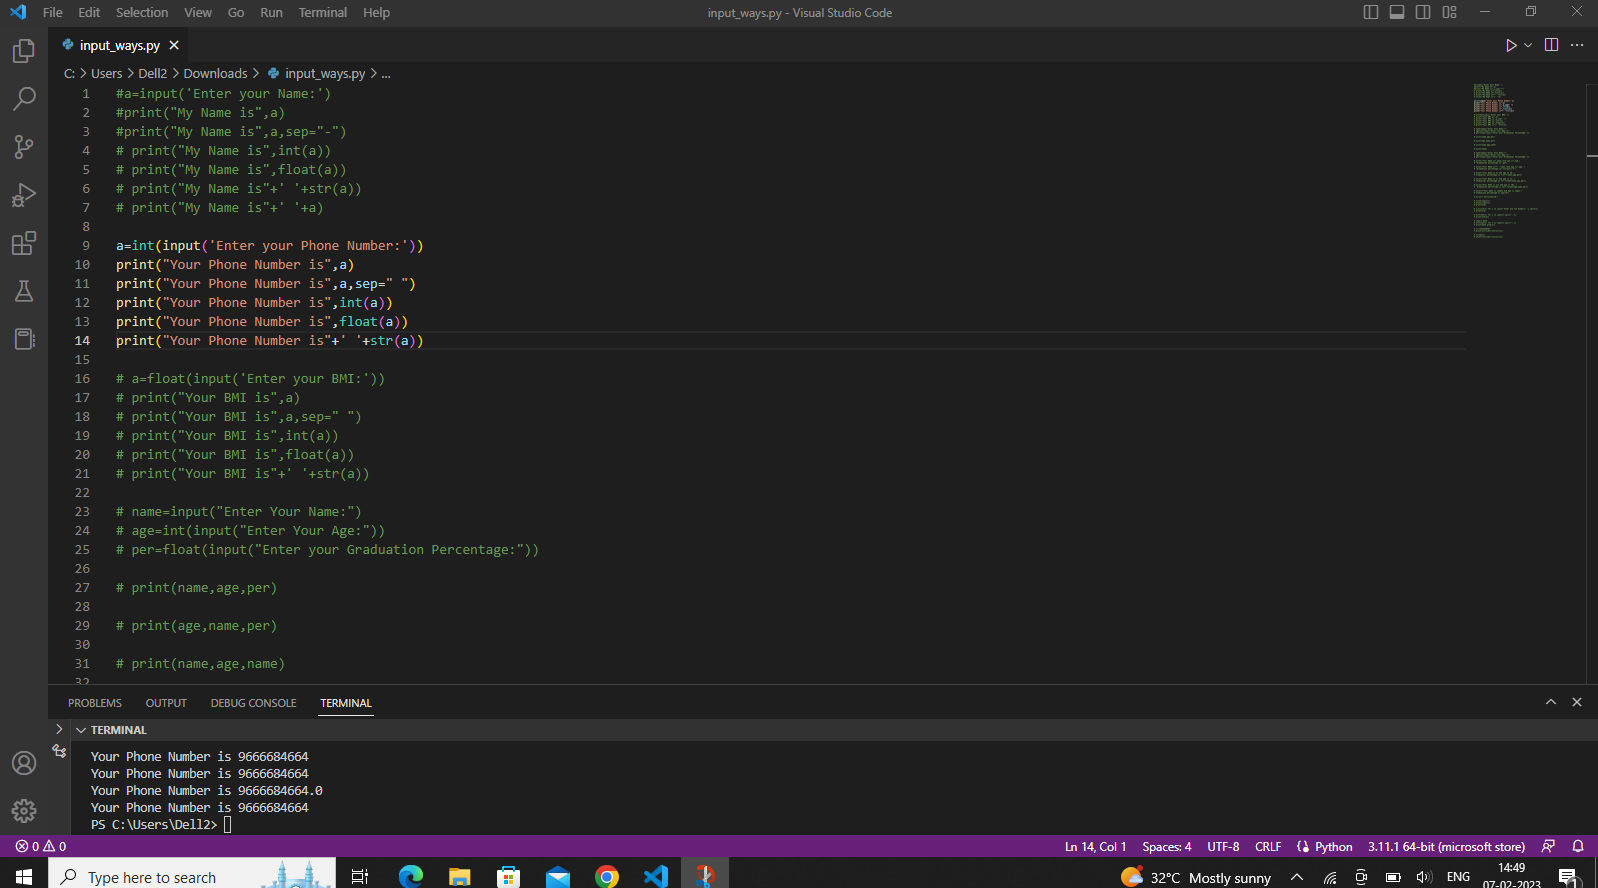 File Edit Selection View Go Run Terminal Help
input_ways.py - Visual Studio Code
input_ways.py
C: > Users > Dell2 > Downloads > input_ways.py > ...
1 #a=input('Enter your Name:')
2 #print("My Name is",a)
3 #print("My Name is",a,sep="-")
4 # print("My Name is",int(a))
5 # print("My Name is",float(a))
6 # print("My Name is"+' '+str(a))
7 # print("My Name is"+' '+a)
8
9 a=int(input('Enter your Phone Number:'))
10 print("Your Phone Number is",a)
11 print("Your Phone Number is",a,sep=" ")
12 print("Your Phone Number is",int(a))
13 print("Your Phone Number is",float(a))
14 print("Your Phone Number is"+' '+str(a))
15
16 # a=float(input('Enter your BMI:'))
17 # print("Your BMI is",a)
18 # print("Your BMI is",a,sep=" ")
19 # print("Your BMI is",int(a))
20 # print("Your BMI is",float(a))
21 # print("Your BMI is"+' '+str(a))
22
23 # name=input("Enter Your Name:")
24 # age=int(input("Enter Your Age:"))
25 # per=float(input("Enter your Graduation Percentage:"))
26
27 # print(name,age,per)
28
29 # print(age,name,per)
30
31 # print(name,age,name)
32
PROBLEMS OUTPUT DEBUG CONSOLE TERMINAL
TERMINAL
Your Phone Number is 9666684664
Your Phone Number is 9666684664
Your Phone Number is 9666684664.0
Your Phone Number is 9666684664
PS C:\Users\Dell2>
0 0 Ln 14, Col 1 Spaces: 4 UTF-8 CRLF Python 3.11.1 64-bit (microsoft store)
Type here to search
32°C Mostly sunny
ENG
14:49
07-02-2023
1